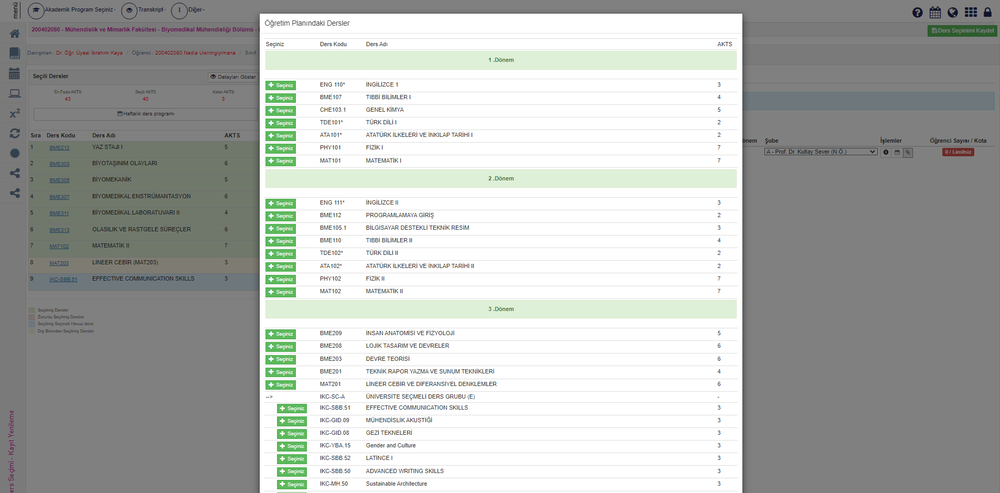 menü
Akademik Program Seçiniz -
Transkript -
Diğer -
200402080 - Mühendislik ve Mimarlık Fakültesi - Biyomedikal Mühendisliği Bölümü -
Ders Seçimimi Kaydet
Danışman : Dr. Öğr. Üyesi İbrahim Kaya / Öğrenci : 200402080 Nadia Uwiringiyimana / Sınıf :
Seçili Dersler
Detayları Göster
En Fazla AKTS Seçili AKTS Kalan AKTS
43 40 3
Haftalık ders programı
Sıra Ders Kodu Ders Adı AKTS
1 BME212 YAZ STAJI I 5
2 BME303 BİYOTAŞINIM OLAYLARI 6
3 BME305 BİYOMEKANİK 5
4 BME307 BİYOMEDİKAL ENSTRÜMANTASYON 6
5 BME311 BİYOMEDİKAL LABORATUVARI II 4
6 BME313 OLASILIK VE RASTGELE SÜREÇLER 6
7 MAT102 MATEMATİK II 7
8 MAT203 LİNEER CEBİR (MAT203) 3
9 IKC-SBB.51 EFFECTIVE COMMUNICATION SKILLS 3
Seçilmiş Dersler
Zorunlu Seçilmiş Dersler
Seçilmiş Seçmeli Havuz dersi
Dış Birimden Seçilmiş Dersler
ers Seçimi - Kayıt Yenileme
Öğretim Planındaki Dersler
Seçiniz Ders Kodu Ders Adı AKTS
1 .Dönem
Seçiniz ENG 110* İNGİLİZCE 1 3
Seçiniz BME107 TIBBİ BİLİMLER I 4
Seçiniz CHE103.1 GENEL KİMYA 5
Seçiniz TDE101* TÜRK DİLİ I 2
Seçiniz ATA101* ATATÜRK İLKELERİ VE İNKILAP TARİHİ I 2
Seçiniz PHY101 FİZİK I 7
Seçiniz MAT101 MATEMATİK I 7
2 .Dönem
Seçiniz ENG 111* İNGİLİZCE II 3
Seçiniz BME112 PROGRAMLAMAYA GİRİŞ 2
Seçiniz BME105.1 BİLGİSAYAR DESTEKLİ TEKNİK RESİM 3
Seçiniz BME110 TIBBİ BİLİMLER II 4
Seçiniz TDE102* TÜRK DİLİ II 2
Seçiniz ATA102* ATATÜRK İLKELERİ VE İNKILAP TARİHİ II 2
Seçiniz PHY102 FİZİK II 7
Seçiniz MAT102 MATEMATİK II 7
3 .Dönem
Seçiniz BME209 İNSAN ANATOMİSİ VE FİZYOLOJİ 5
Seçiniz BME208 LOJİK TASARIM VE DEVRELER 6
Seçiniz BME203 DEVRE TEORİSİ 6
Seçiniz BME201 TEKNİK RAPOR YAZMA VE SUNUM TEKNİKLERİ 4
Seçiniz MAT201 LİNEER CEBİR VE DİFERANSİYEL DENKLEMLER 6
--> IKC-SC-A ÜNİVERSİTE SEÇMELİ DERS GRUBU (E) -
Seçiniz IKC-SBB.51 EFFECTIVE COMMUNICATION SKILLS 3
Seçiniz IKC-GID.09 MÜHENDİSLİK AKUSTİĞİ 3
Seçiniz IKC-GID.08 GEZİ TEKNELERİ 3
Seçiniz IKC-YBA.15 Gender and Culture 3
Seçiniz IKC-SBB.52 LATİNCE I 3
Seçiniz IKC-SBB.50 ADVANCED WRITING SKILLS 3
Seçiniz IKC-MH.50 Sustainable Architecture 3
önem Şube İşlemler Öğrenci Sayısı / Kota
A - Prof. Dr. Kutlay Sever (N.Ö.) 0 / Limitsiz